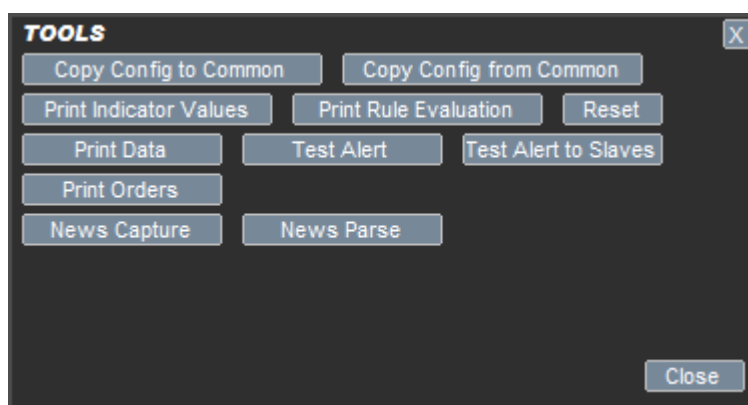 TOOLS X
Copy Config to Common Copy Config from Common
Print Indicator Values Print Rule Evaluation Reset
Print Data Test Alert Test Alert to Slaves
Print Orders
News Capture News Parse
Close